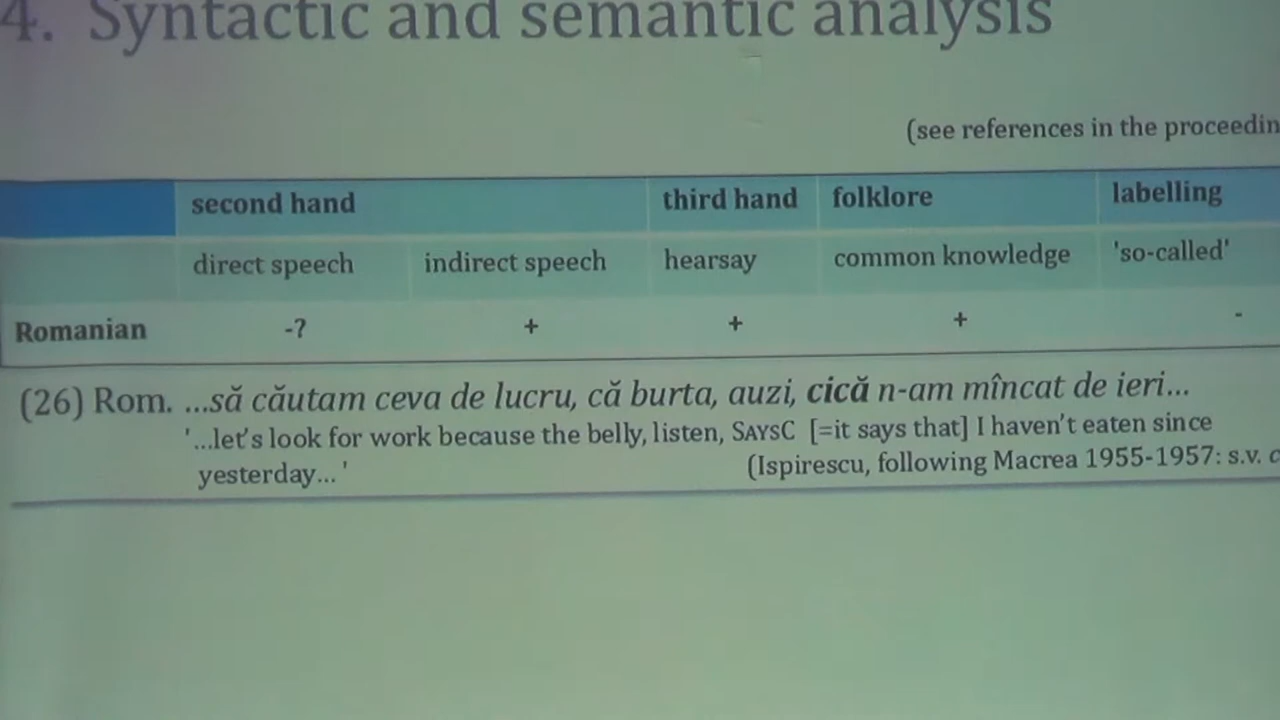 4. Syntactic and semantic analysis
(see references in the
second hand third hand folklore labelling
direct speech indirect speech hearsay common knowledge 'so-called'
Romanian -? + + + -
(26) Rom. ...să căutam ceva de lucru, că burta, auzi, cică n-am mîncat de ieri...
'...let's look for work because the belly, listen, SAYSC [=it says that] I haven't eaten since
yesterday...' (Ispirescu, following Macrea 1955-1957: s.v.